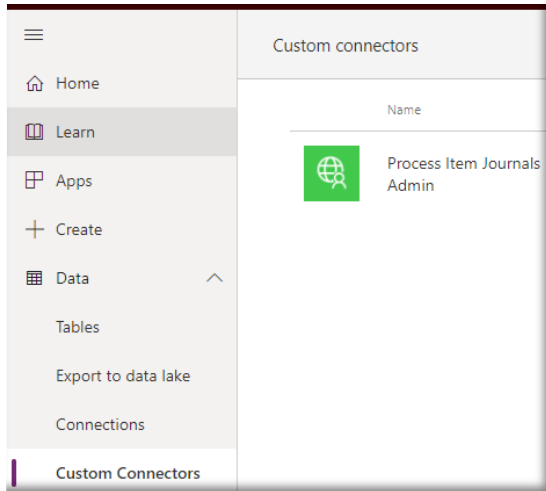 Custom connectors
Home
Learn
Apps
Create
Data
Tables
Export to data lake
Connections
Custom Connectors
Name
Process Item Journals
Admin